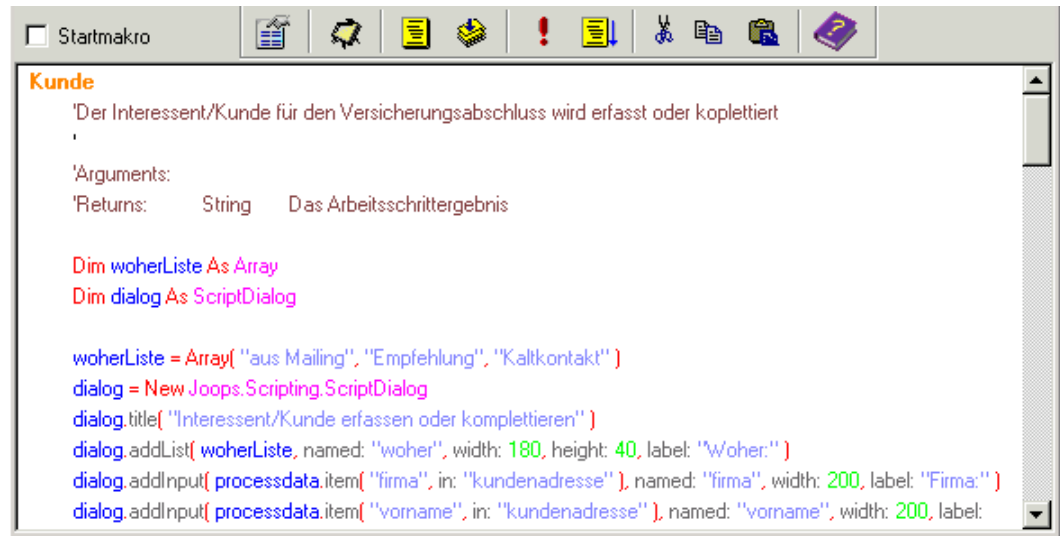 Startmakro
Kunde
'Der Interessent/Kunde für den Versicherungsabschluss wird erfasst oder koplettiert
'
'Arguments:
'Returns: String Das Arbeitsschrittergebnis
Dim woherListe As Array
Dim dialog As ScriptDialog
woherListe = Array( "aus Mailing", "Empfehlung", "Kaltkontakt" )
dialog = New Joops.Scripting.ScriptDialog
dialog.title( "Interessent/Kunde erfassen oder komplettieren" )
dialog.addList( woherListe, named: "woher", width: 180, height: 40, label: "Woher:" )
dialog.addInput( processdata.item( "firma", in: "kundenadresse" ), named: "firma", width: 200, label: "Firma:" )
dialog.addInput( processdata.item( "vorname", in: "kundenadresse" ), named: "vorname", width: 200, label: